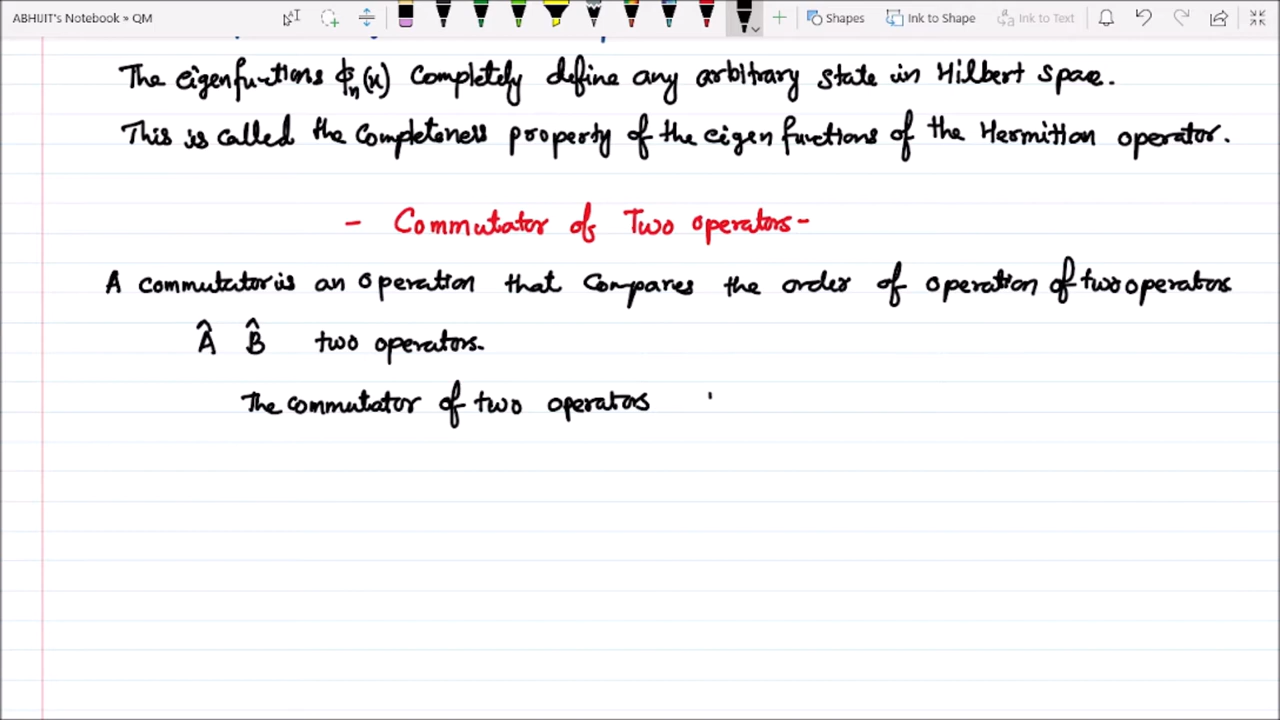 ABHIJIT's Notebook » QM
Shapes Ink to Shape Ink to Text
The eigenfunctions ϕn(x) completely define any arbitrary state in Hilbert space.
This is called the completeness property of the eigen functions of the Hermitian operator.
- Commutator of Two operators-
A commutator is an operation that compares the order of operation of two operators
Â B̂ two operators.
The commutator of two operators